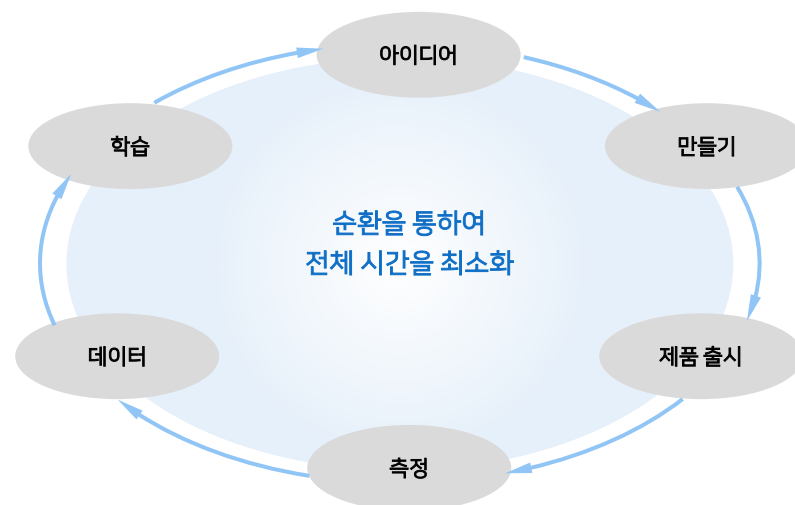 아이디어
학습
만들기
순환을 통하여
전체 시간을 최소화
데이터
제품 출시
측정